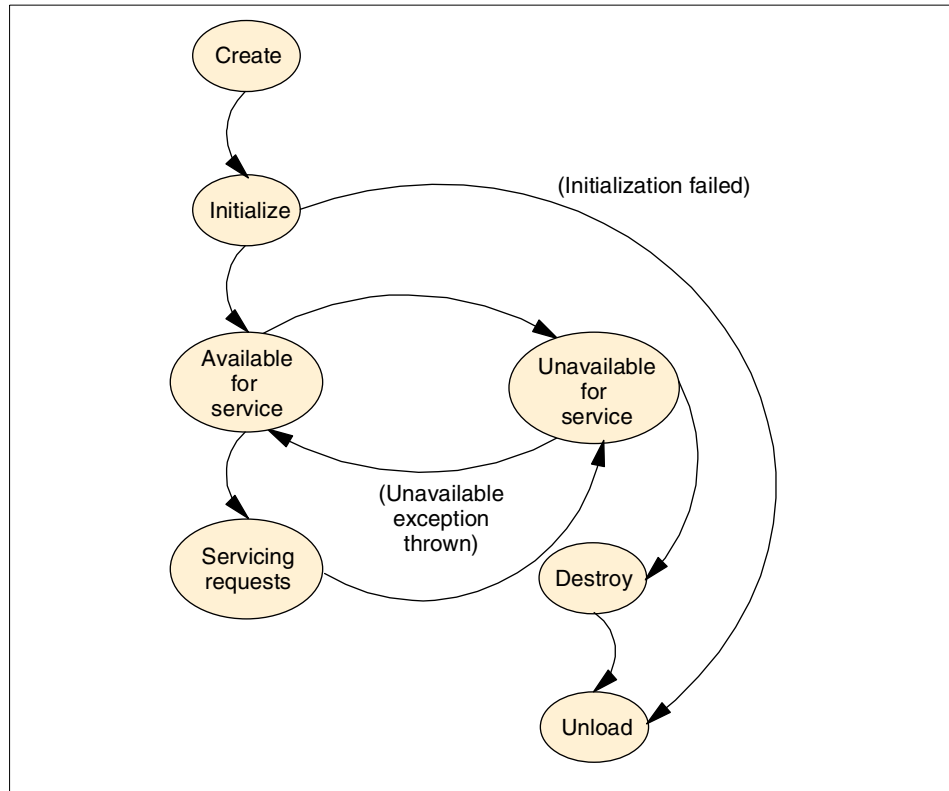 Create
(Initialization failed)
Initialize
Available
for
service
Unavailable
for
service
(Unavailable
exception
thrown)
Servicing
requests
Destroy
Unload